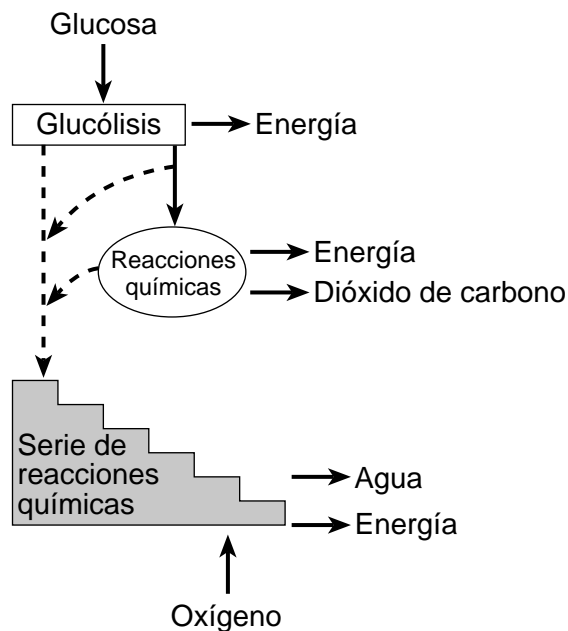 Glucosa
Glucólisis
Energía
Reacciones
químicas
Energía
Dióxido de carbono
Serie de
reacciones
químicas
Agua
Energía
Oxígeno